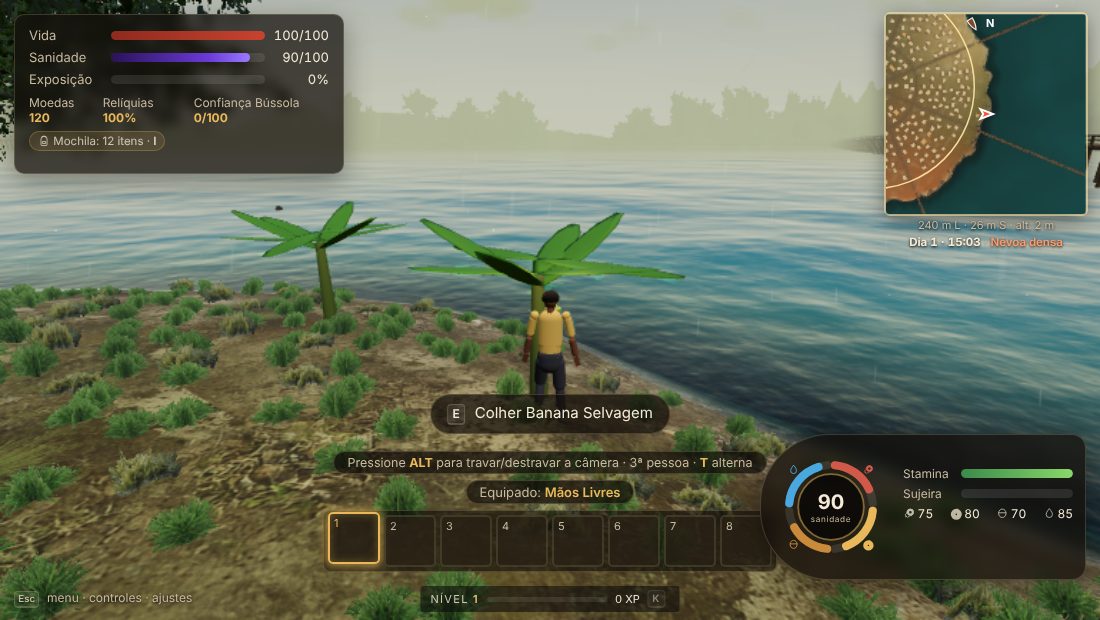 Vida 100/100
Sanidade 90/100
Exposição 0%
Moedas Relíquias Confiança Bússola
120 100% 0/100
Mochila: 12 itens · I
N
240 m L · 26 m S · alt. 2 m
Dia 1 · 15:03 Névoa densa
E Colher Banana Selvagem
Pressione ALT para travar/destravar a câmera · 3ª pessoa · T alterna
Equipado: Mãos Livres
1 2 3 4 5 6 7 8
90
sanidade
Stamina
Sujeira
75 80 70 85
Esc menu · controles · ajustes
NÍVEL 1 0 XP K